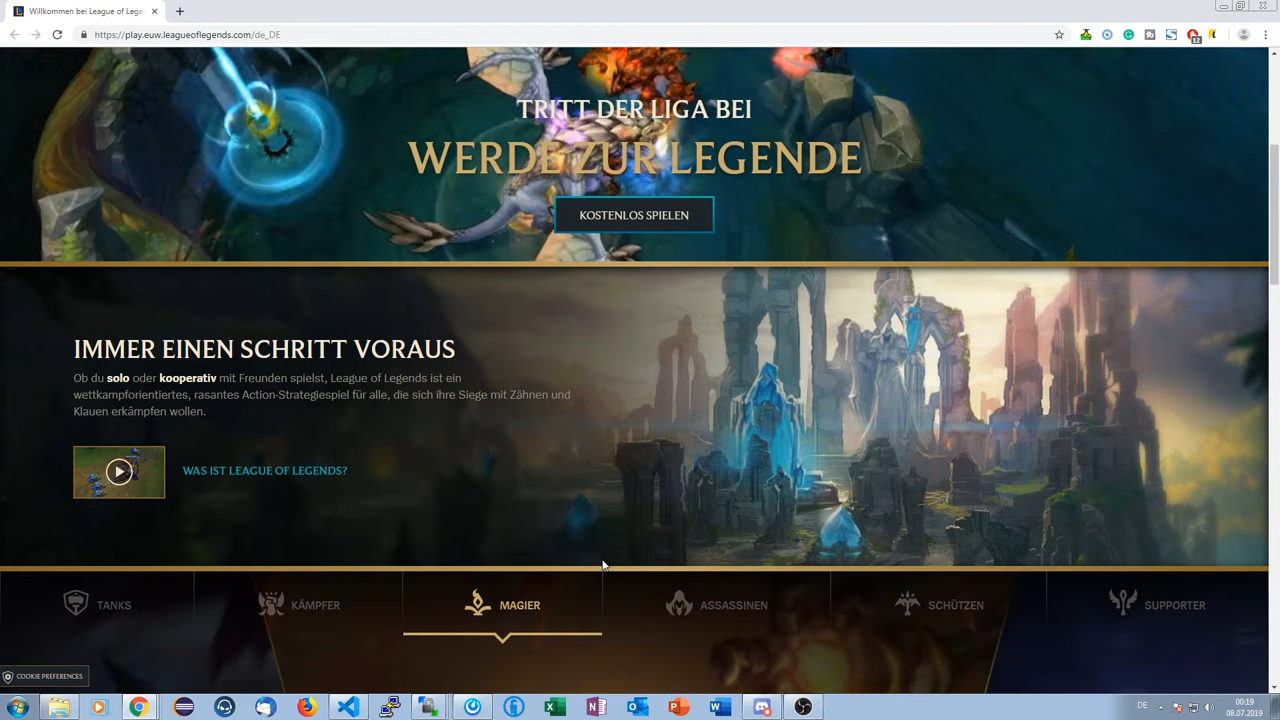 Willkommen bei League of Lege
https://play.euw.leagueoflegends.com/de_DE
12
TRITT DER LIGA BEI
WERDE ZUR LEGENDE
KOSTENLOS SPIELEN
IMMER EINEN SCHRITT VORAUS
Ob du solo oder kooperativ mit Freunden spielst, League of Legends ist ein
wettkampforientiertes, rasantes Action-Strategiespiel für alle, die sich ihre Siege mit Zähnen und
Klauen erkämpfen wollen.
WAS IST LEAGUE OF LEGENDS?
TANKS
KÄMPFER
MAGIER
ASSASSINEN
SCHÜTZEN
SUPPORTER
COOKIE PREFERENCES
DE
00:19
08.07.2019